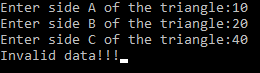 Enter side A of the triangle:10
Enter side B of the triangle:20
Enter side C of the triangle:40
Invalid data!!!